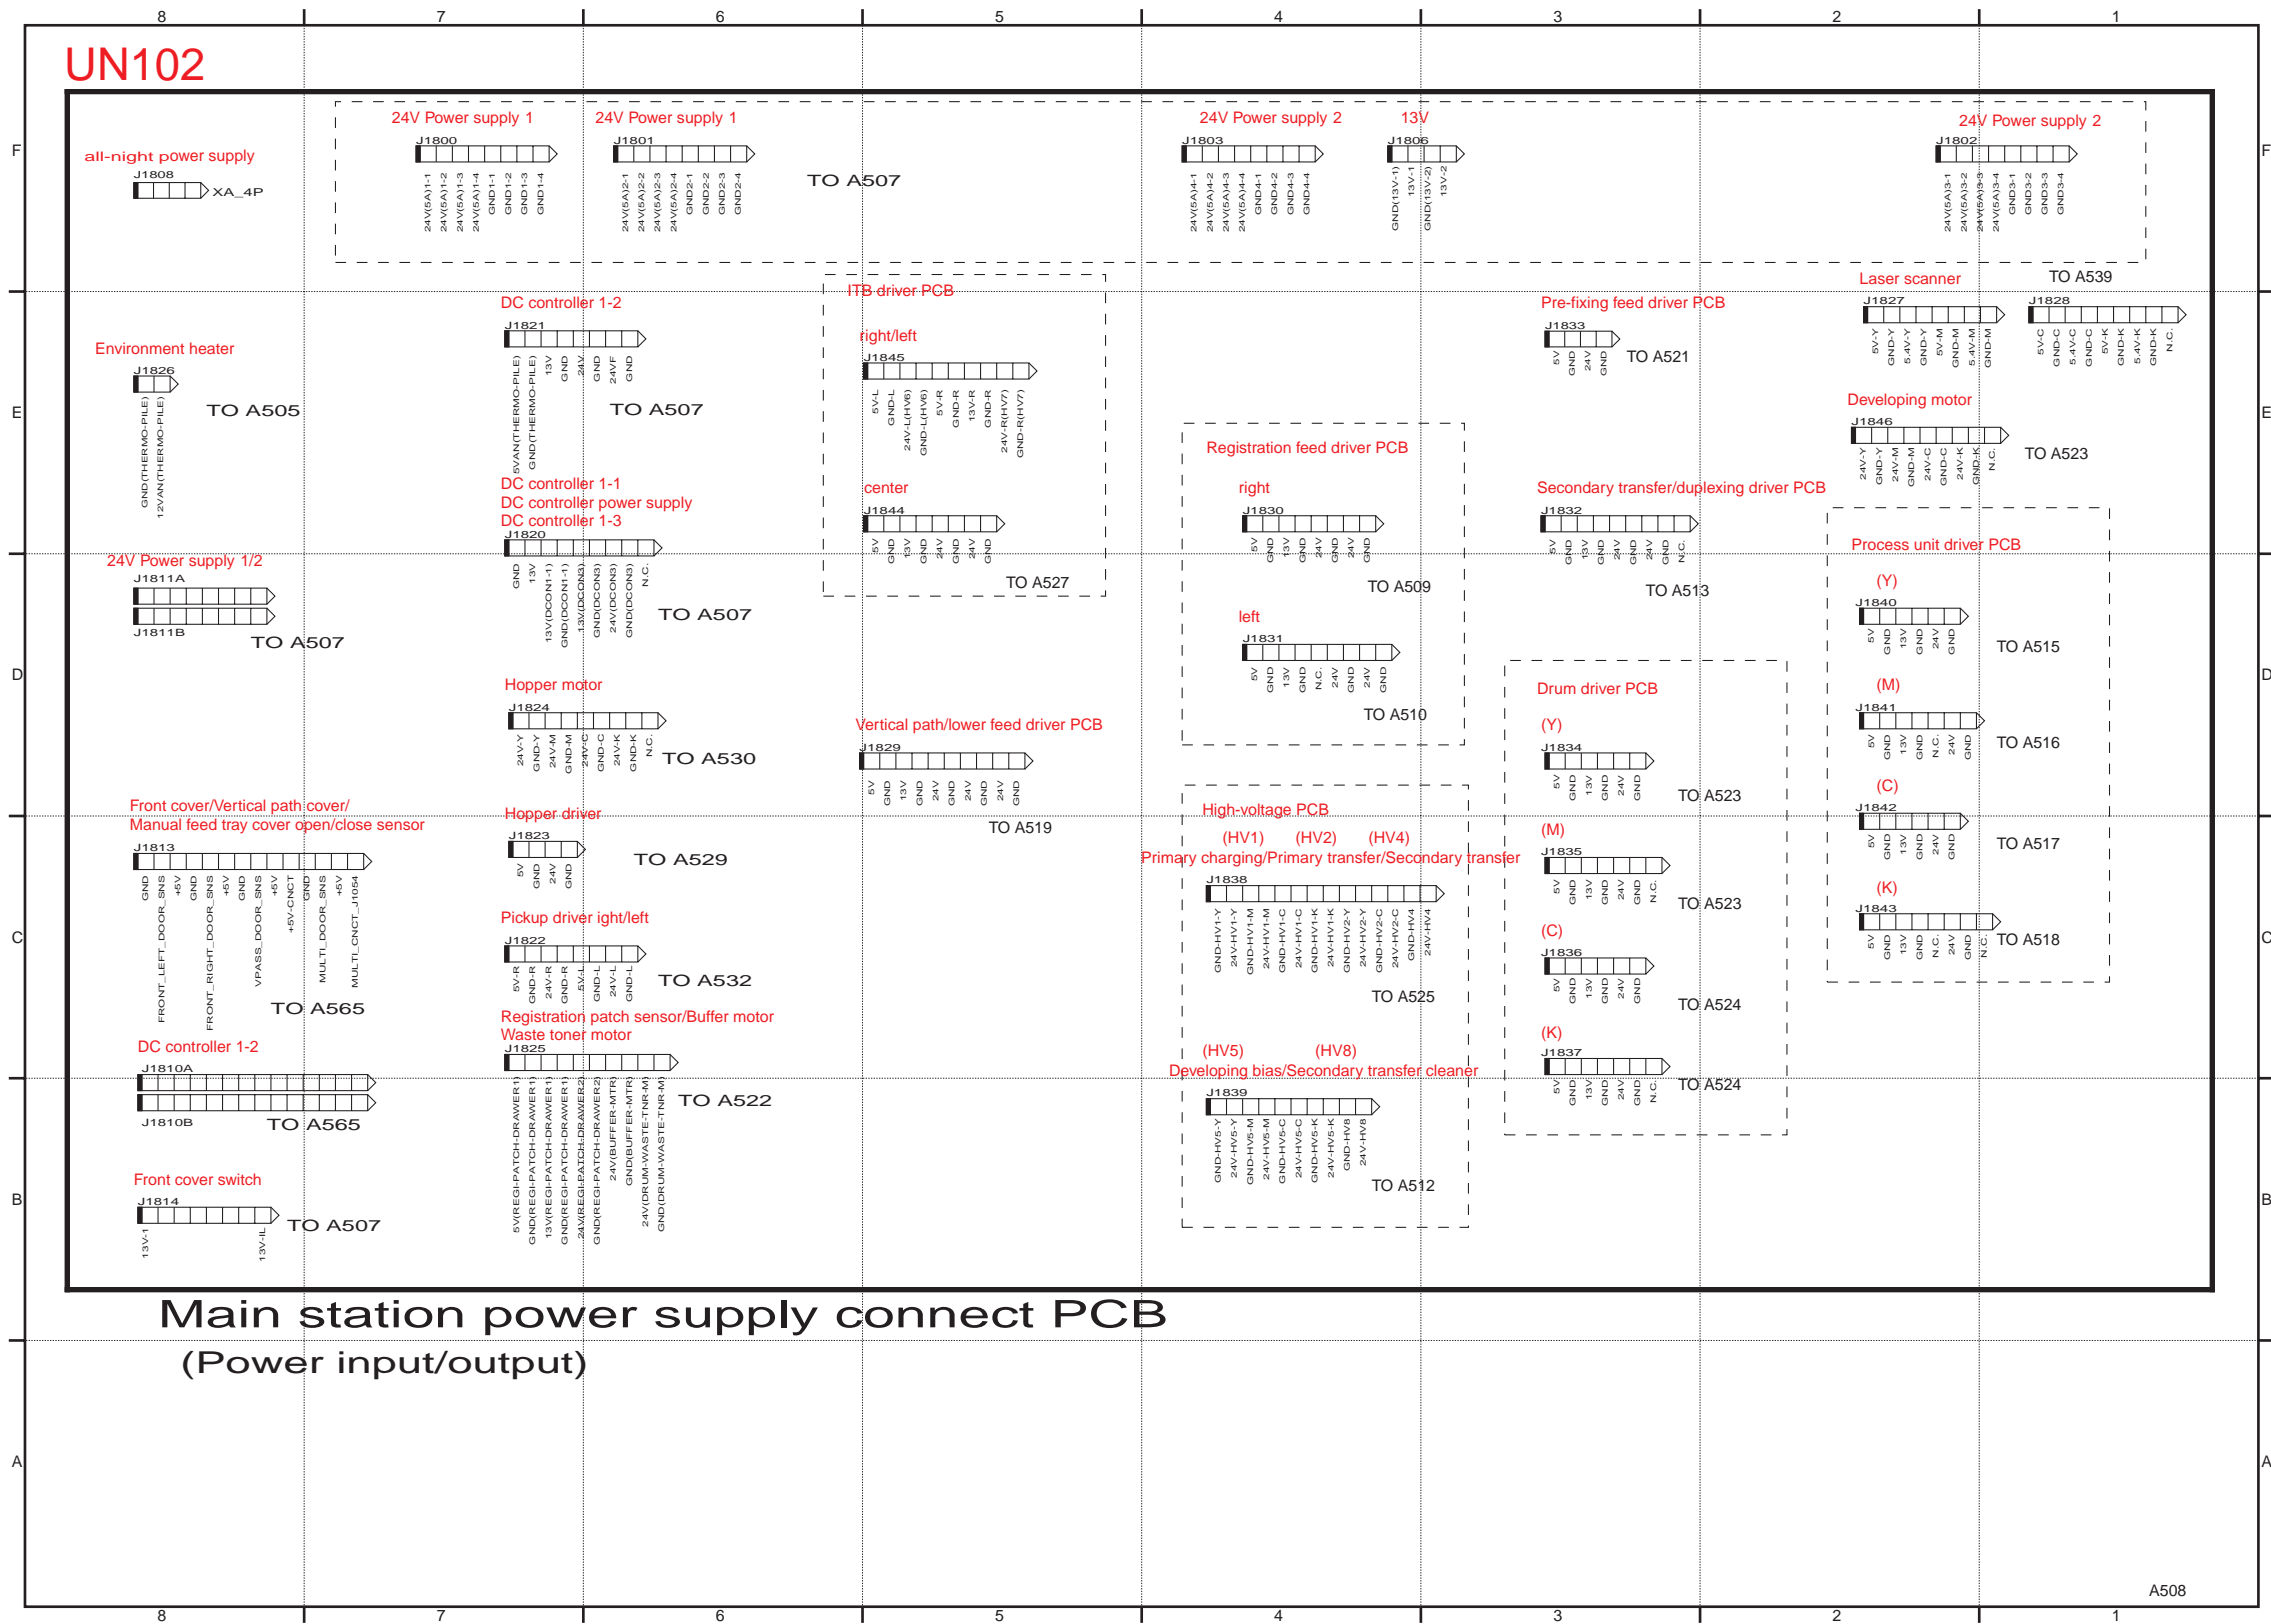 8 7 6 5 4 3 2 1
UN102
F F
all-night power supply
J1808
XA_4P
24V Power supply 1
J1800
24V(5A)1-1
24V(5A)1-2
24V(5A)1-3
24V(5A)1-4
GND1-1
GND1-2
GND1-3
GND1-4
24V Power supply 1
J1801
24V(5A)2-1
24V(5A)2-2
24V(5A)2-3
24V(5A)2-4
GND2-1
GND2-2
GND2-3
GND2-4
TO A507
24V Power supply 2
J1803
24V(5A)4-1
24V(5A)4-2
24V(5A)4-3
24V(5A)4-4
GND4-1
GND4-2
GND4-3
GND4-4
13V
J1806
GND(13V-1)
13V-1
GND(13V-2)
13V-2
24V Power supply 2
J1802
24V(5A)3-1
24V(5A)3-2
24V(5A)3-3
24V(5A)3-4
GND3-1
GND3-2
GND3-3
GND3-4
E E
Environment heater
J1826
GND(THERMO-PILE)
12VAN(THERMO-PILE)
TO A505
DC controller 1-2
J1821
5VAN(THERMO-PILE)
GND(THERMO-PILE)
13V
GND
24V
GND
24VF
GND
TO A507
ITB driver PCB
right/left
J1845
5V-L
GND-L
24V-L(HV6)
GND-L(HV6)
5V-R
GND-R
13V-R
GND-R
24V-R(HV7)
GND-R(HV7)
center
J1844
5V
GND
13V
GND
24V
GND
24V
GND
TO A527
Registration feed driver PCB
right
J1830
5V
GND
13V
GND
24V
GND
24V
GND
TO A509
left
J1831
5V
GND
13V
GND
N.C.
24V
GND
24V
GND
TO A510
Pre-fixing feed driver PCB
J1833
5V
GND
24V
GND
TO A521
Secondary transfer/duplexing driver PCB
J1832
5V
GND
13V
GND
24V
GND
24V
GND
N.C.
TO A513
Laser scanner
J1827
5V-Y
GND-Y
5.4V-Y
GND-Y
5V-M
GND-M
5.4V-M
GND-M
TO A539
J1828
5V-C
GND-C
5.4V-C
GND-C
5V-K
GND-K
5.4V-K
GND-K
N.C.
Developing motor
J1846
24V-Y
GND-Y
24V-M
GND-M
24V-C
GND-C
24V-K
GND-K
N.C.
TO A523
D D
24V Power supply 1/2
J1811A
J1811B
TO A507
DC controller 1-1
DC controller power supply
DC controller 1-3
J1820
GND
13V
13V(DCON1-1)
GND(DCON1-1)
13V(DCON3)
GND(DCON3)
24V(DCON3)
GND(DCON3)
N.C.
TO A507
Hopper motor
J1824
24V-Y
GND-Y
24V-M
GND-M
24V-C
GND-C
24V-K
GND-K
N.C.
TO A530
Vertical path/lower feed driver PCB
J1829
5V
GND
13V
GND
24V
GND
24V
GND
24V
GND
TO A519
Process unit driver PCB
(Y)
J1840
5V
GND
13V
GND
24V
GND
TO A515
(M)
J1841
5V
GND
13V
GND
N.C.
24V
GND
TO A516
(C)
J1842
5V
GND
13V
GND
24V
GND
TO A517
(K)
J1843
5V
GND
13V
GND
N.C.
24V
GND
N.C.
TO A518
Drum driver PCB
(Y)
J1834
5V
GND
13V
GND
24V
GND
TO A523
(M)
J1835
5V
GND
13V
GND
24V
GND
N.C.
TO A523
(C)
J1836
5V
GND
13V
GND
24V
GND
TO A524
(K)
J1837
5V
GND
13V
GND
24V
GND
N.C.
TO A524
C C
Front cover/Vertical path cover/
Manual feed tray cover open/close sensor
J1813
GND
FRONT_LEFT_DOOR_SNS
+5V
GND
FRONT_RIGHT_DOOR_SNS
+5V
GND
VPASS_DOOR_SNS
+5V
+5V-CNCT
GND
MULTI_DOOR_SNS
+5V
MULTI_CNCT_J1054
TO A565
Hopper driver
J1823
5V
GND
24V
GND
TO A529
Pickup driver ight/left
J1822
5V-R
GND-R
24V-R
GND-R
5V-L
GND-L
24V-L
GND-L
TO A532
Registration patch sensor/Buffer motor
Waste toner motor
J1825
5V(REGI-PATCH-DRAWER1)
GND(REGI-PATCH-DRAWER1)
13V(REGI-PATCH-DRAWER1)
GND(REGI-PATCH-DRAWER1)
24V(REGI-PATCH-DRAWER2)
GND(REGI-PATCH-DRAWER2)
24V(BUFFER-MTR)
GND(BUFFER-MTR)
24V(DRUM-WASTE-TNR-M)
GND(DRUM-WASTE-TNR-M)
TO A522
High-voltage PCB
(HV1) (HV2) (HV4)
Primary charging/Primary transfer/Secondary transfer
J1838
GND-HV1-Y
24V-HV1-Y
GND-HV1-M
24V-HV1-M
GND-HV1-C
24V-HV1-C
GND-HV1-K
24V-HV1-K
GND-HV2-Y
24V-HV2-Y
GND-HV2-C
24V-HV2-C
GND-HV4
24V-HV4
TO A525
(HV5) (HV8)
Developing bias/Secondary transfer cleaner
J1839
GND-HV5-Y
24V-HV5-Y
GND-HV5-M
24V-HV5-M
GND-HV5-C
24V-HV5-C
GND-HV5-K
24V-HV5-K
GND-HV8
24V-HV8
TO A512
DC controller 1-2
J1810A
J1810B
TO A565
B B
Front cover switch
J1814
13V-1
13V-IL
TO A507
Main station power supply connect PCB
(Power input/output)
A A
A508
8 7 6 5 4 3 2 1